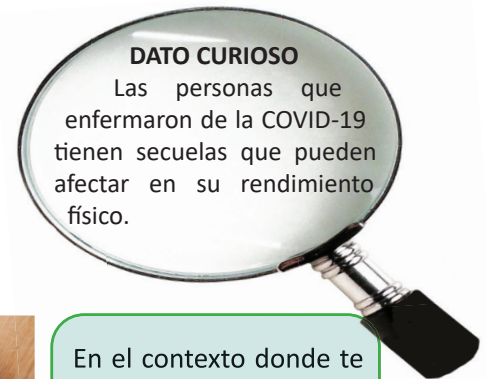 DATO CURIOSO
Las personas que
enfermaron de la COVID-19
tienen secuelas que pueden
afectar en su rendimiento
físico.
En el contexto donde te